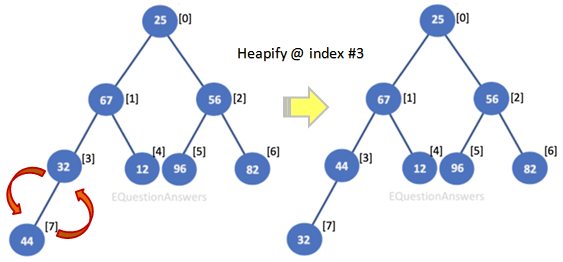 25 [0]
67 [1] 56 [2]
32 [3] 12 [4] 96 [5] 82 [6]
EQuestionAnswers
44 [7]
Heapify @ index #3
25 [0]
67 [1] 56 [2]
44 [3] 12 [4] 96 [5] 82 [6]
EQuestionAnswers
32 [7]